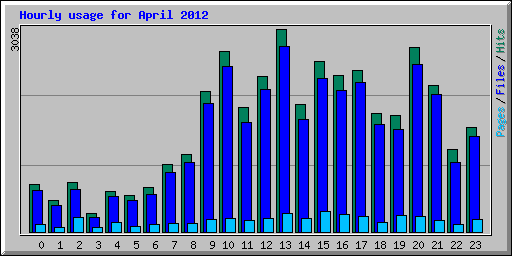 Hourly usage for April 2012
3038
Pages / Files / Hits
0 1 2 3 4 5 6 7 8 9 10 11 12 13 14 15 16 17 18 19 20 21 22 23